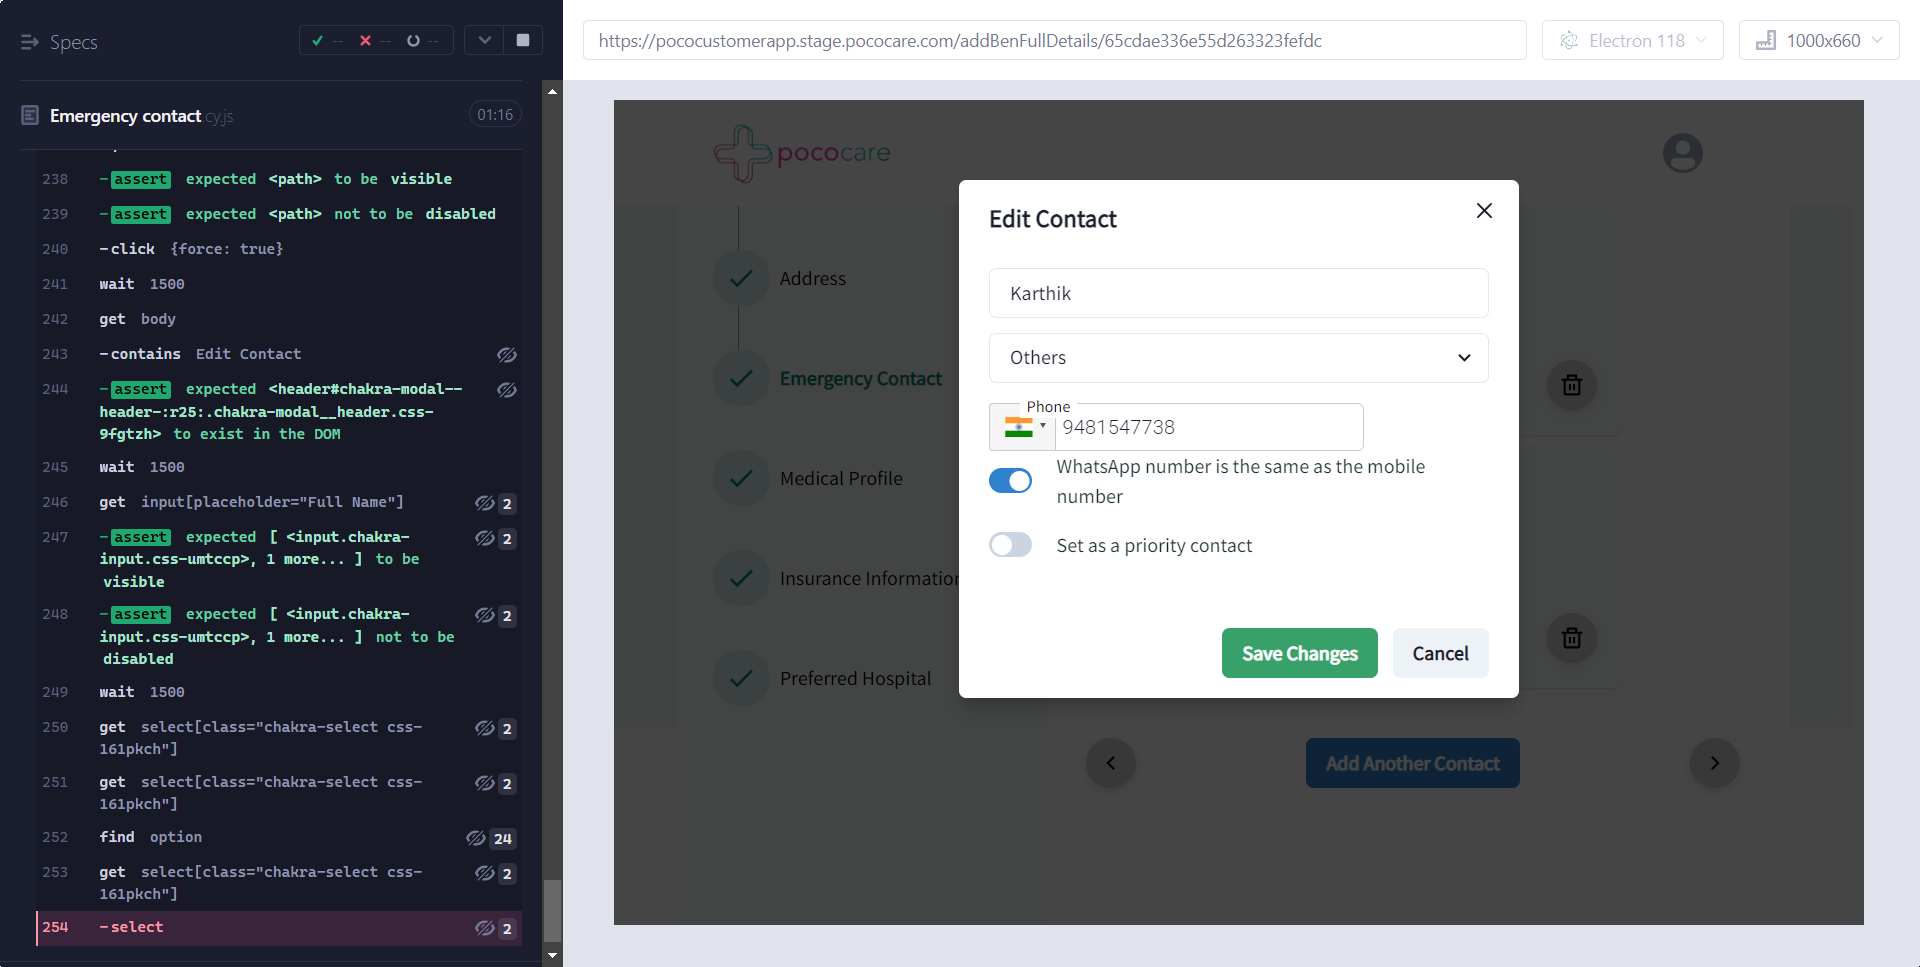 Specs
-- -- --
Emergency contact.cy.js
01:16
238 -assert expected <path> to be visible
239 -assert expected <path> not to be disabled
240 -click {force: true}
241 wait 1500
242 get body
243 -contains Edit Contact
244 -assert expected <header#chakra-modal--
header-:r25:.chakra-modal__header.css-
9fgtzh> to exist in the DOM
245 wait 1500
246 get input[placeholder="Full Name"] 2
247 -assert expected [ <input.chakra- 2
input.css-umtccp>, 1 more... ] to be
visible
248 -assert expected [ <input.chakra- 2
input.css-umtccp>, 1 more... ] not to be
disabled
249 wait 1500
250 get select[class="chakra-select css- 2
161pkch"]
251 get select[class="chakra-select css- 2
161pkch"]
252 find option 24
253 get select[class="chakra-select css- 2
161pkch"]
254 -select 2
https://pococustomerapp.stage.pococare.com/addBenFullDetails/65cdae336e55d263323fefdc
Electron 118
1000x660
pococare
Address
Emergency Contact
Medical Profile
Insurance Information
Preferred Hospital
Edit Contact
Karthik
Others
Phone
9481547738
WhatsApp number is the same as the mobile
number
Set as a priority contact
Save Changes
Cancel
Add Another Contact